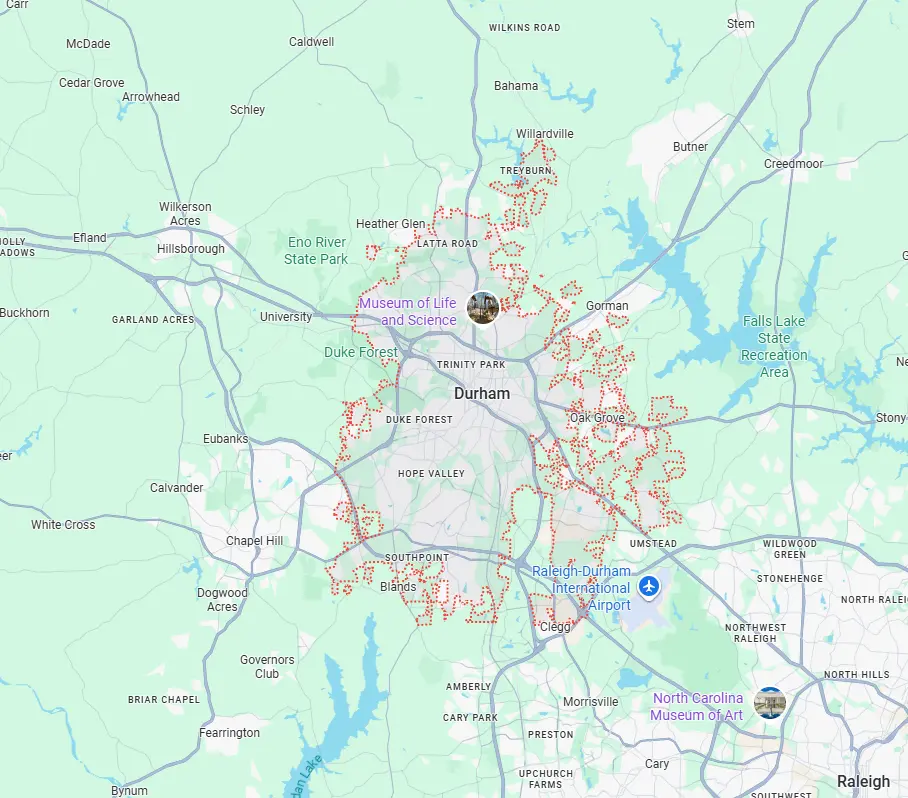 Carr
McDade
Caldwell
WILKINS ROAD
Stem
Cedar Grove
Arrowhead
Schley
Bahama
Willardville
Butner
Creedmoor
TREYBURN
Wilkerson
Acres
Heather Glen
Efland
Hillsborough
Eno River
State Park
LATTA ROAD
Buckhorn
GARLAND ACRES
University
Museum of Life
and Science
Gorman
Falls Lake
State
Recreation
Area
Duke Forest
TRINITY PARK
Durham
DUKE FOREST
Oak Grove
Stony
Eubanks
HOPE VALLEY
Calvander
White Cross
Chapel Hill
SOUTHPOINT
UMSTEAD
WILDWOOD
GREEN
STONEHENGE
Raleigh-Durham
International
Airport
Blands
Dogwood
Acres
NORTH RALEI
Clegg
NORTHWEST
RALEIGH
Governors
Club
NORTH HILLS
AMBERLY
BRIAR CHAPEL
Morrisville
North Carolina
Museum of Art
CARY PARK
Fearrington
PRESTON
Cary
UPCHURCH
FARMS
Raleigh
Bynum
dan Lake
SOUTHWEST